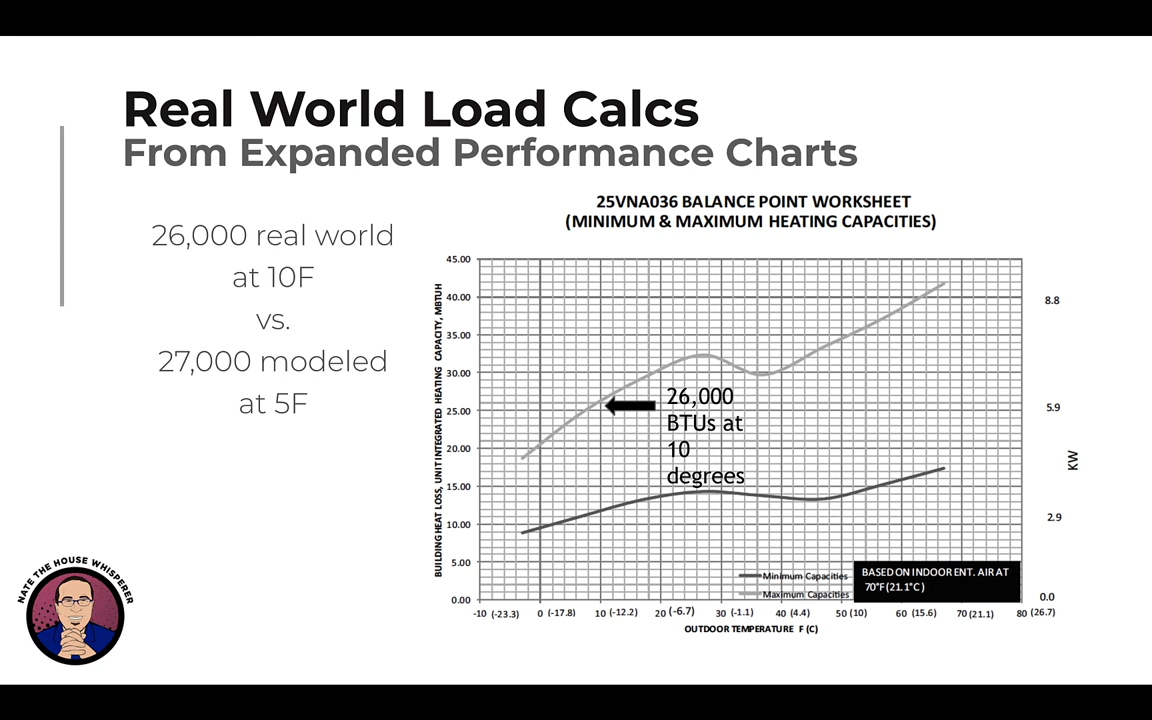 Real World Load Calcs
From Expanded Performance Charts
26,000 real world
at 10F
vs.
27,000 modeled
at 5F
25VNA036 BALANCE POINT WORKSHEET
(MINIMUM & MAXIMUM HEATING CAPACITIES)
BUILDING HEAT LOSS, UNIT INTEGRATED HEATING CAPACITY, MBTUH
45.00
40.00
35.00
30.00
25.00
20.00
15.00
10.00
5.00
0.00
26,000
BTUs at
10
degrees
8.8
5.9
2.9
0.0
KW
Minimum Capacities
Maximum Capacities
BASED ON INDOOR ENT. AIR AT
70°F (21.1°C )
-10 (-23.3) 0 (-17.8) 10 (-12.2) 20 (-6.7) 30 (-1.1) 40 (4.4) 50 (10) 60 (15.6) 70 (21.1) 80 (26.7)
OUTDOOR TEMPERATURE F (C)
NATE THE HOUSE WHISPERER